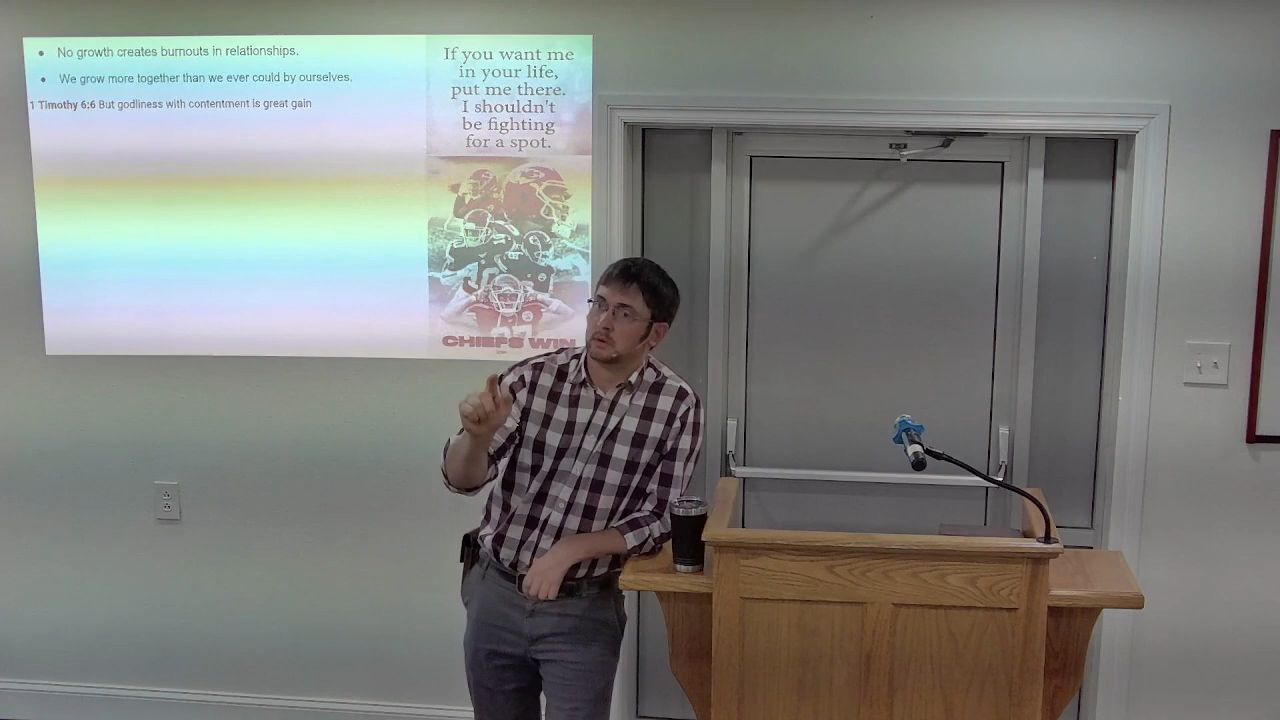 No growth creates burnouts in relationships.
We grow more together than we ever could by ourselves.
1 Timothy 6:6 But godliness with contentment is great gain
If you want me
in your life,
put me there.
I shouldn't
be fighting
for a spot.
CHIEFS WIN